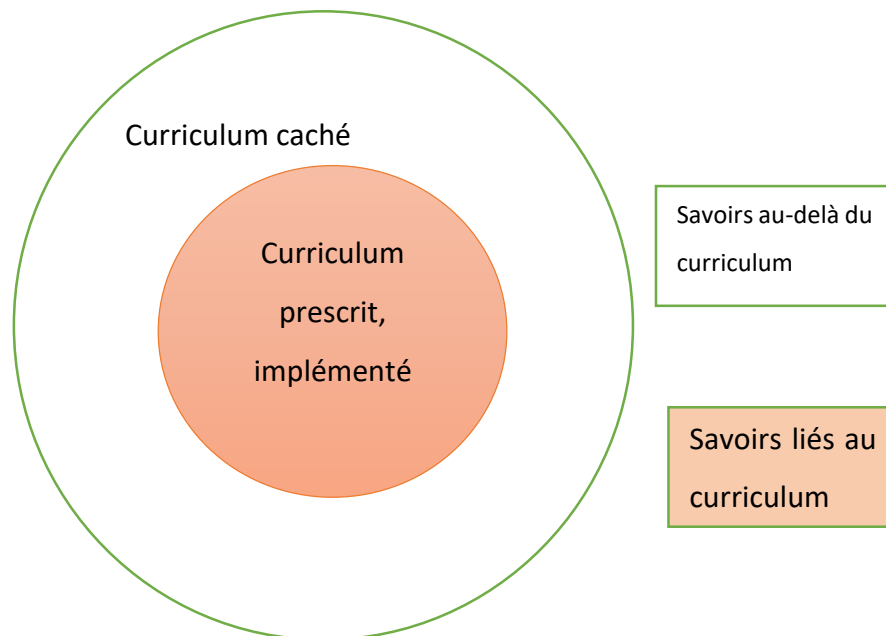 Curriculum caché
Curriculum
prescrit,
implémenté
Savoirs au-delà du
curriculum
Savoirs liés au
curriculum